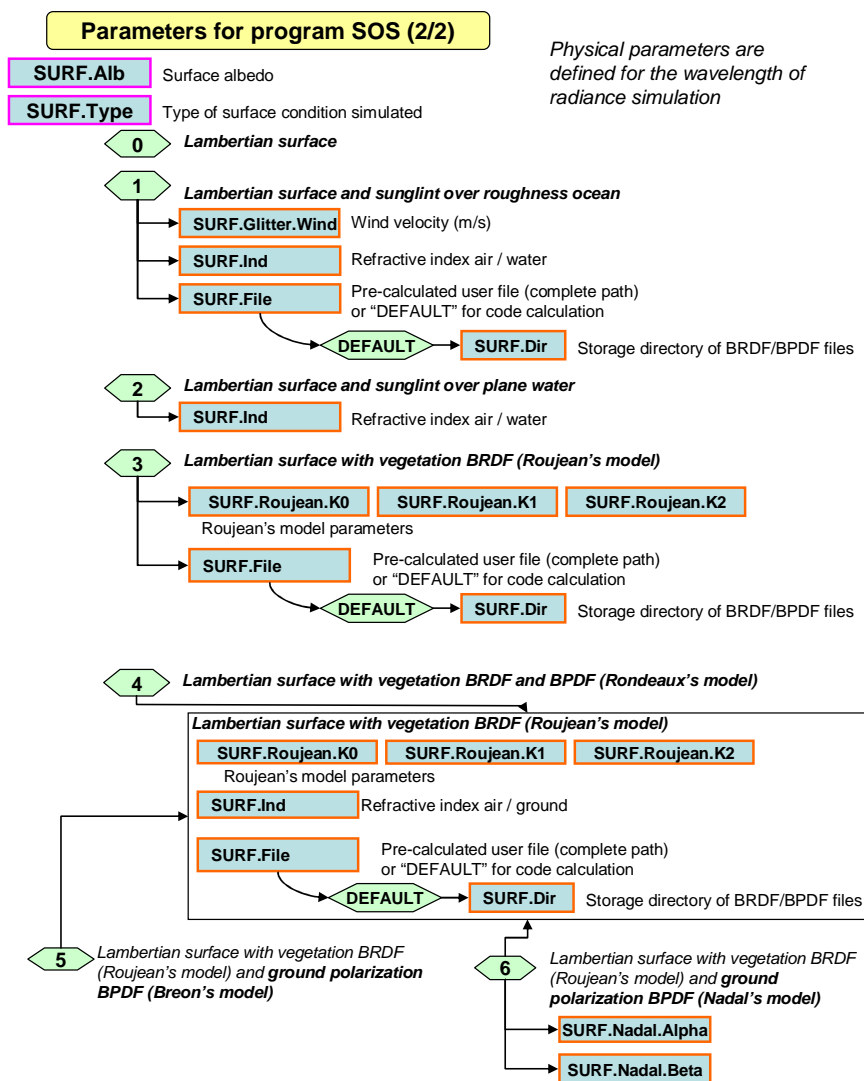 Parameters for program SOS (2/2)
Physical parameters are
defined for the wavelength of
radiance simulation
SURF.Alb
Surface albedo
SURF.Type
Type of surface condition simulated
0
Lambertian surface
1
Lambertian surface and sunglint over roughness ocean
SURF.Glitter.Wind
Wind velocity (m/s)
SURF.Ind
Refractive index air / water
SURF.File
Pre-calculated user file (complete path)
or “DEFAULT” for code calculation
DEFAULT
SURF.Dir
Storage directory of BRDF/BPDF files
2
Lambertian surface and sunglint over plane water
SURF.Ind
Refractive index air / water
3
Lambertian surface with vegetation BRDF (Roujean’s model)
SURF.Roujean.K0
SURF.Roujean.K1
SURF.Roujean.K2
Roujean’s model parameters
SURF.File
Pre-calculated user file (complete path)
or “DEFAULT” for code calculation
DEFAULT
SURF.Dir
Storage directory of BRDF/BPDF files
4
Lambertian surface with vegetation BRDF and BPDF (Rondeaux’s model)
Lambertian surface with vegetation BRDF (Roujean’s model)
SURF.Roujean.K0
SURF.Roujean.K1
SURF.Roujean.K2
Roujean’s model parameters
SURF.Ind
Refractive index air / ground
SURF.File
Pre-calculated user file (complete path)
or “DEFAULT” for code calculation
DEFAULT
SURF.Dir
Storage directory of BRDF/BPDF files
5
Lambertian surface with vegetation BRDF
(Roujean’s model) and ground polarization
BPDF (Breon’s model)
6
Lambertian surface with vegetation BRDF
(Roujean’s model) and ground
polarization BPDF (Nadal’s model)
SURF.Nadal.Alpha
SURF.Nadal.Beta